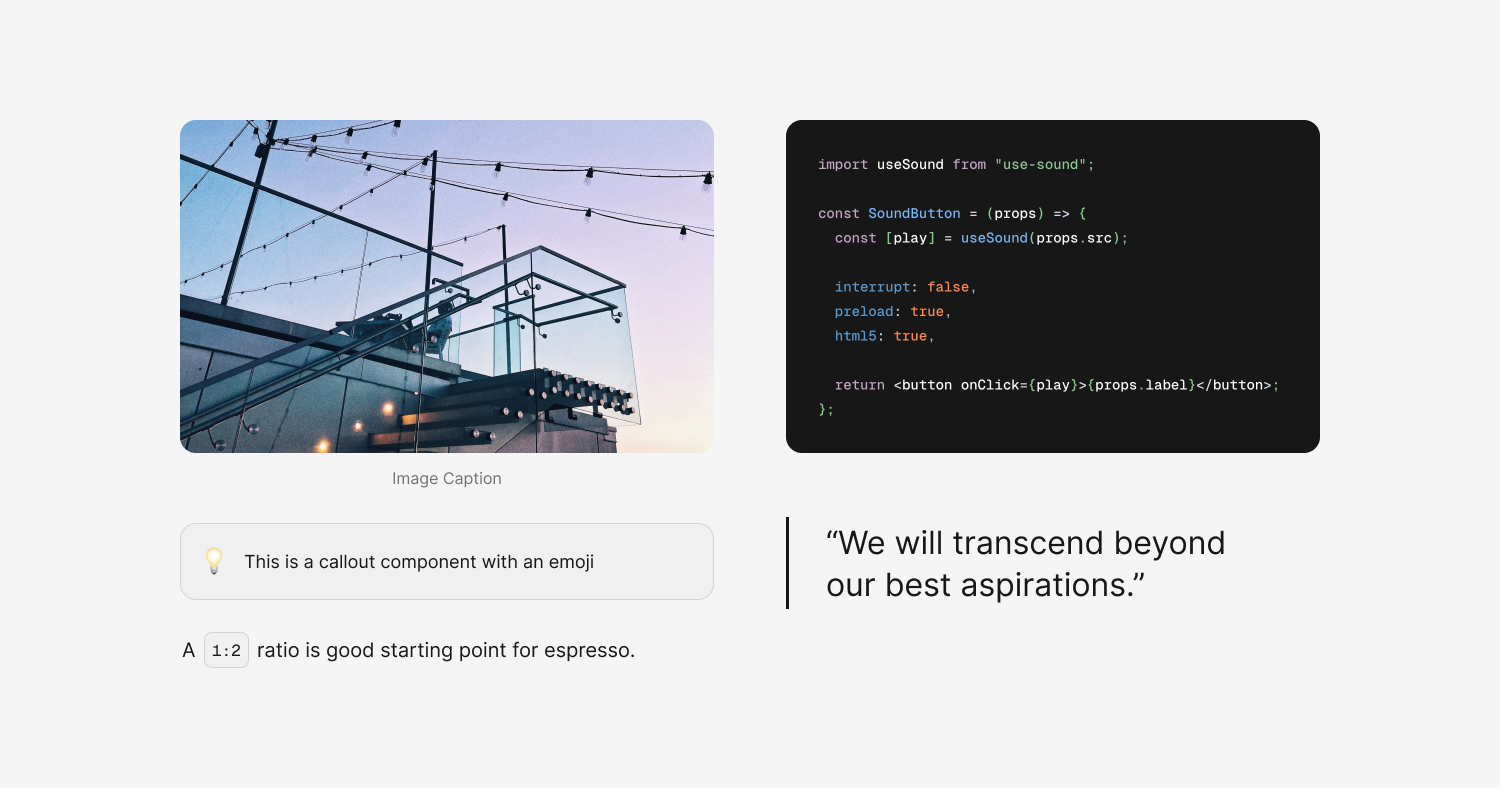 Image Caption
💡 This is a callout component with an emoji
A 1:2 ratio is good starting point for espresso.
import useSound from "use-sound";
const SoundButton = (props) => {
  const [play] = useSound(props.src);
  interrupt: false,
  preload: true,
  html5: true,
  return <button onClick={play}>{props.label}</button>;
};
“We will transcend beyond
our best aspirations.”